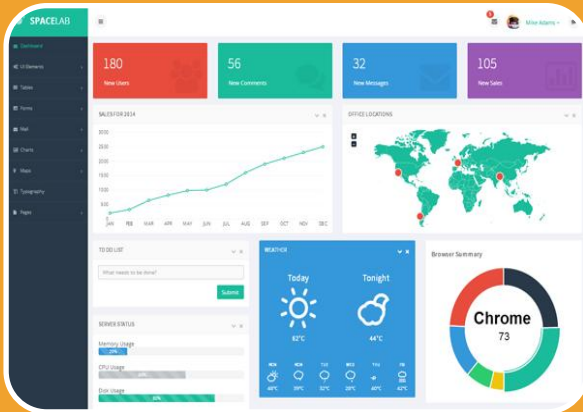 SPACELAB
Mike Adams
Dashboard
UI Elements
Tables
Forms
Mail
Charts
Maps
Typography
Pages
180
New Users
56
New Comments
32
New Messages
105
New Sales
SALES FOR 2014
OFFICE LOCATIONS
JAN FEB MAR APR MAY JUN JUL AUG SEP OCT NOV DEC
TO DO LIST
What needs to be done?
Submit
SERVER STATUS
Memory Usage
CPU Usage
Disk Usage
WEATHER
Today
Tonight
Browser Summary
Chrome
73